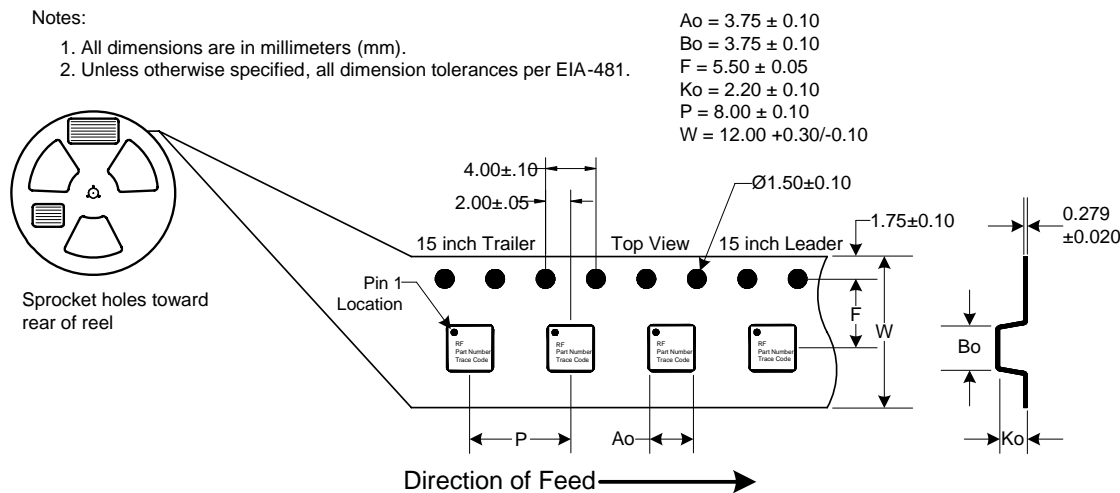 Notes:
1. All dimensions are in millimeters (mm).
2. Unless otherwise specified, all dimension tolerances per EIA-481.
Ao = 3.75 ± 0.10
Bo = 3.75 ± 0.10
F = 5.50 ± 0.05
Ko = 2.20 ± 0.10
P = 8.00 ± 0.10
W = 12.00 +0.30/-0.10
4.00±.10
2.00±.05
Ø1.50±0.10
1.75±0.10
0.279
±0.020
15 inch Trailer
Top View
15 inch Leader
Sprocket holes toward
rear of reel
Pin 1
Location
RF
Part Number
Trace Code
RF
Part Number
Trace Code
RF
Part Number
Trace Code
RF
Part Number
Trace Code
F
W
Bo
P
Ao
Ko
Direction of Feed